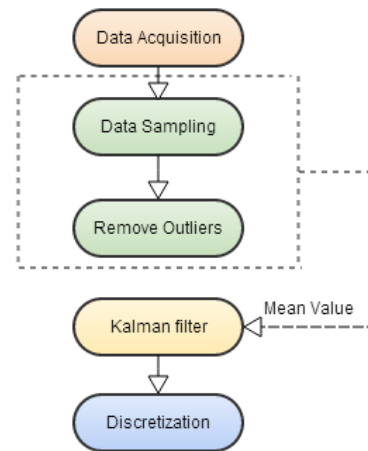 Data Acquisition
Data Sampling
Remove Outliers
Mean Value
Kalman filter
Discretization